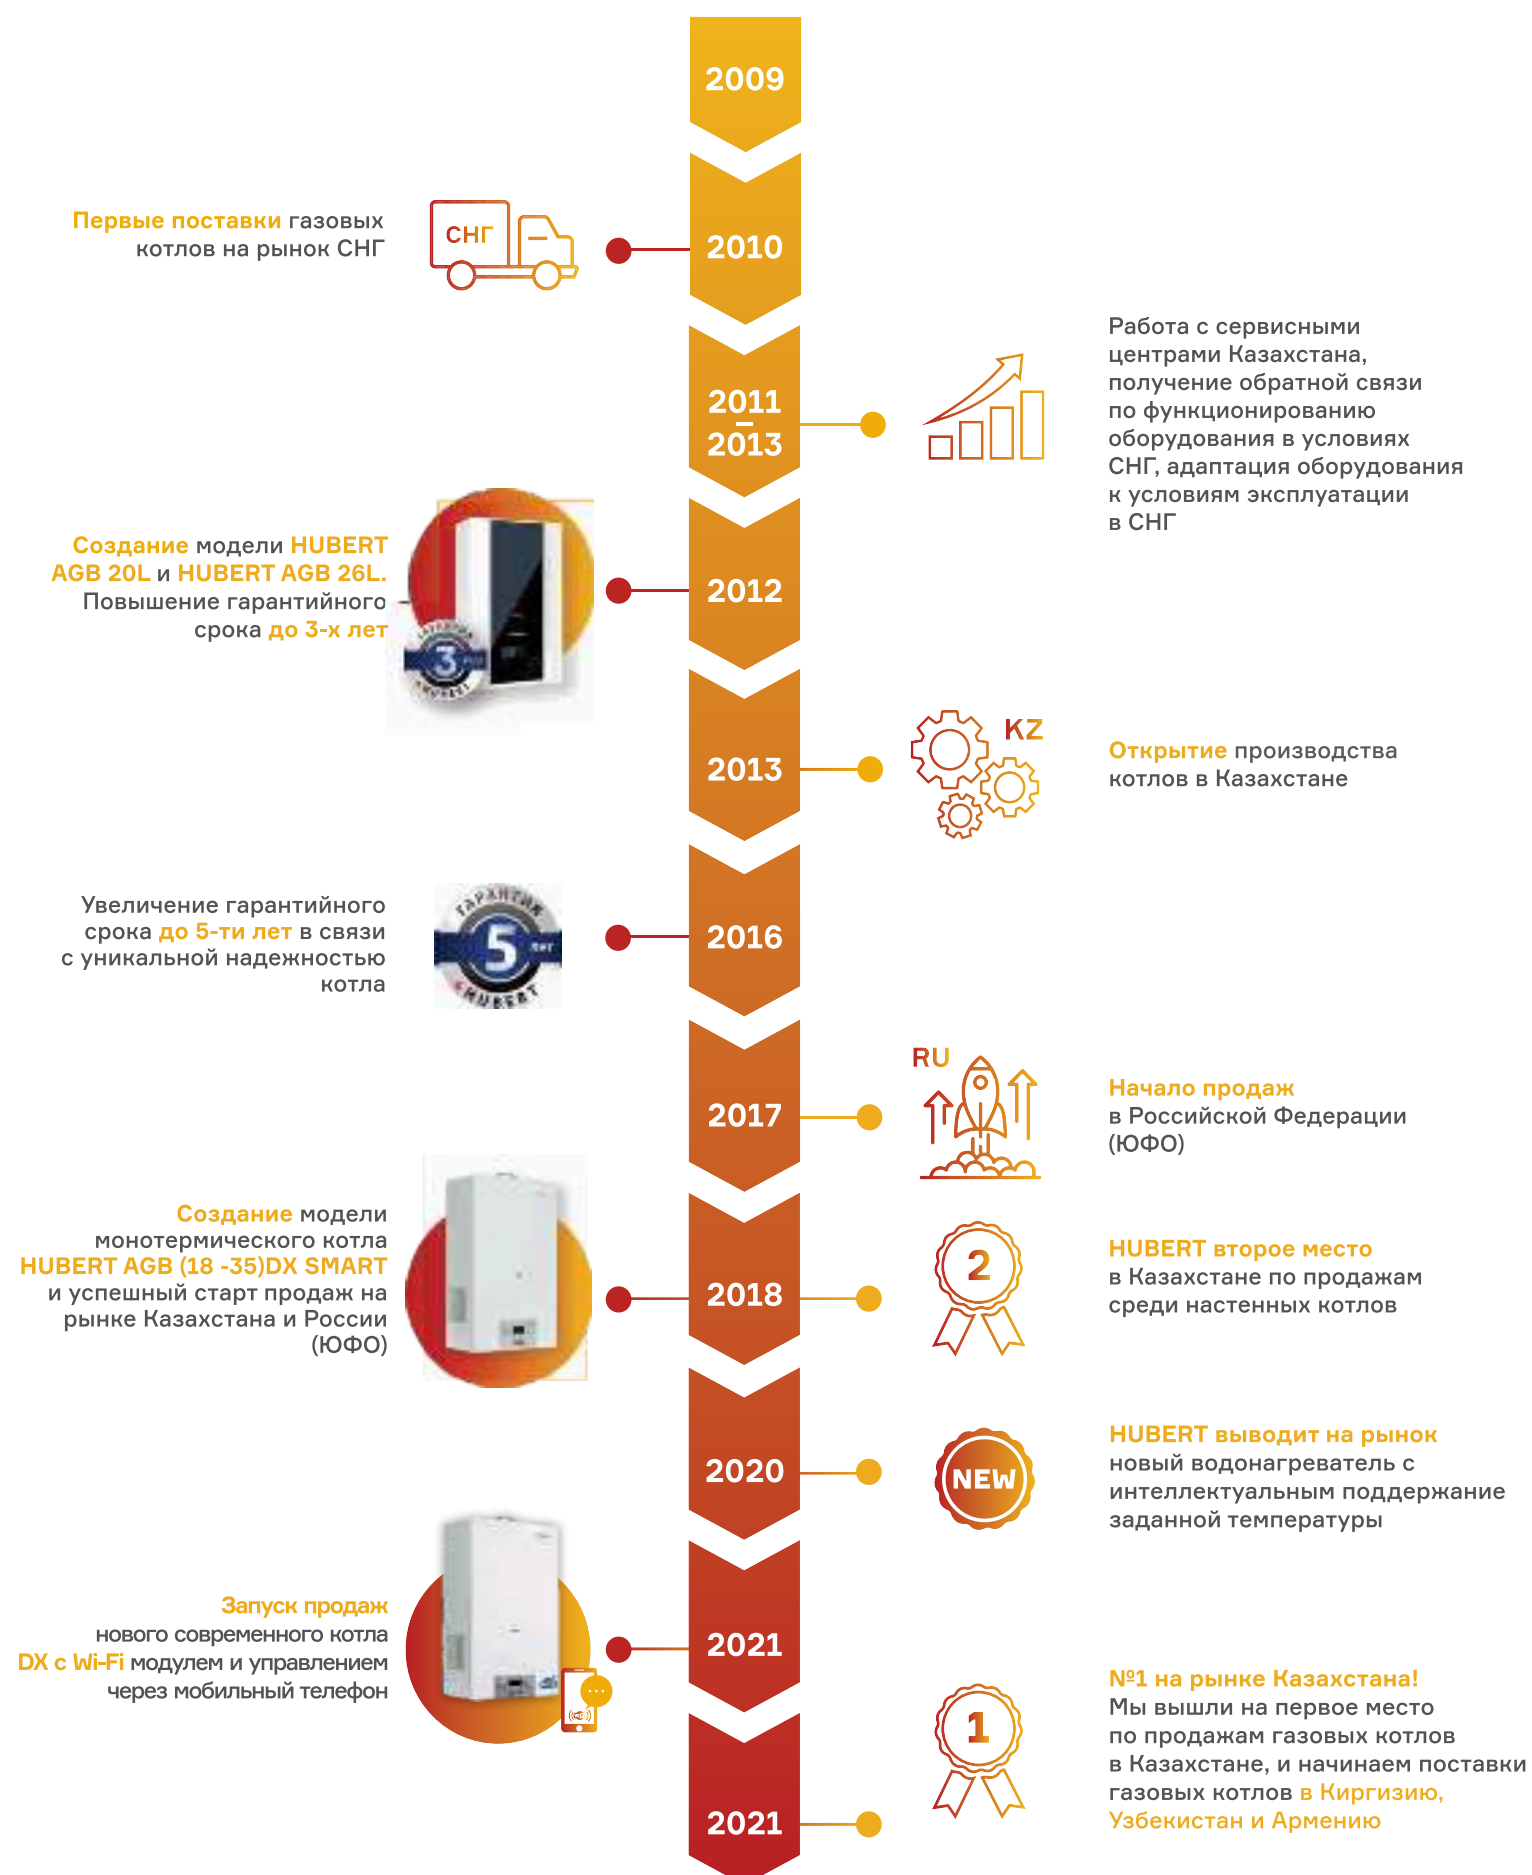 2009
Первые поставки газовых
котлов на рынок СНГ
СНГ
2010
2011
–
2013
Работа с сервисными
центрами Казахстана,
получение обратной связи
по функционированию
оборудования в условиях
СНГ, адаптация оборудования
к условиям эксплуатации
в СНГ
Создание модели HUBERT
AGB 20L и HUBERT AGB 26L.
Повышение гарантийного
срока до 3-х лет
3
HUBERT
2012
2013
KZ
Открытие производства
котлов в Казахстане
Увеличение гарантийного
срока до 5-ти лет в связи
с уникальной надежностью
котла
ГАРАНТИЯ
5 лет
HUBERT
2016
2017
RU
Начало продаж
в Российской Федерации
(ЮФО)
Создание модели
монотермического котла
HUBERT AGB (18 -35)DX SMART
и успешный старт продаж на
рынке Казахстана и России
(ЮФО)
2018
2
HUBERT второе место
в Казахстане по продажам
среди настенных котлов
2020
NEW
HUBERT выводит на рынок
новый водонагреватель с
интеллектуальным поддержание
заданной температуры
Запуск продаж
нового современного котла
DX с Wi-Fi модулем и управлением
через мобильный телефон
2021
2021
1
№1 на рынке Казахстана!
Мы вышли на первое место
по продажам газовых котлов
в Казахстане, и начинаем поставки
газовых котлов в Киргизию,
Узбекистан и Армению